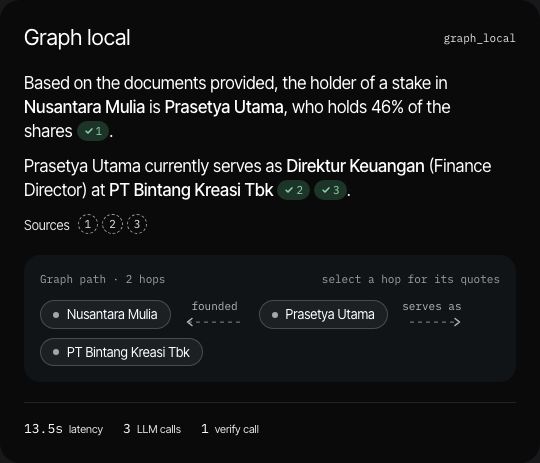 Graph local
graph_local
Based on the documents provided, the holder of a stake in
Nusantara Mulia is Prasetya Utama, who holds 46% of the
shares ✓ 1.
Prasetya Utama currently serves as Direktur Keuangan (Finance
Director) at PT Bintang Kreasi Tbk ✓ 2 ✓ 3.
Sources 1 2 3
Graph path · 2 hops
select a hop for its quotes
Nusantara Mulia founded Prasetya Utama serves as
PT Bintang Kreasi Tbk
13.5s latency 3 LLM calls 1 verify call